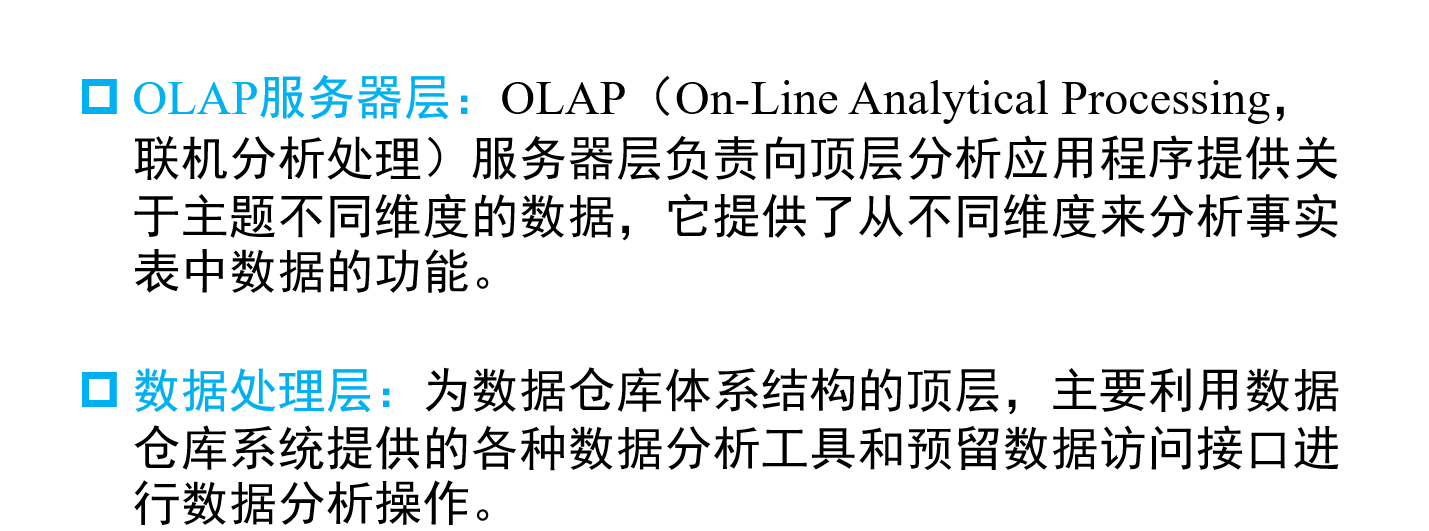 OLAP服务器层：OLAP（On-Line Analytical Processing，
联机分析处理）服务器层负责向顶层分析应用程序提供关
于主题不同维度的数据，它提供了从不同维度来分析事实
表中数据的功能。
数据处理层：为数据仓库体系结构的顶层，主要利用数据
仓库系统提供的各种数据分析工具和预留数据访问接口进
行数据分析操作。